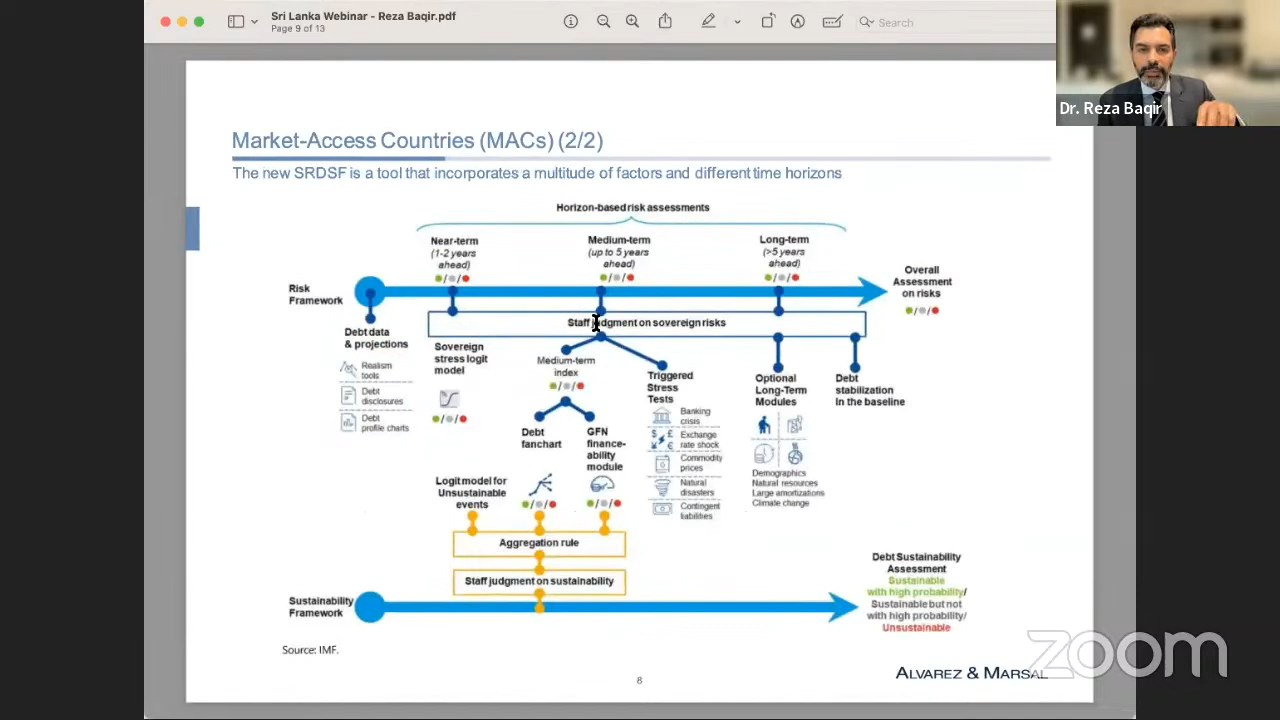 Sri Lanka Webinar - Reza Baqir.pdf
Page 9 of 13
Search
Dr. Reza Baqir
Market-Access Countries (MACs) (2/2)
The new SRDSF is a tool that incorporates a multitude of factors and different time horizons
Horizon-based risk assessments
Near-term
(1-2 years
ahead)
Medium-term
(up to 5 years
ahead)
Long-term
(>5 years
ahead)
Overall
Assessment
on risks
Risk
Framework
Staff judgment on sovereign risks
Debt data
& projections
Realism
tools
Debt
disclosures
Debt
profile charts
Sovereign
stress logit
model
Medium-term
index
Debt
fanchart
GFN
finance-
ability
module
Triggered
Stress
Tests
Banking
crisis
Exchange
rate shock
Commodity
prices
Natural
disasters
Contingent
liabilities
Optional
Long-Term
Modules
Demographics
Natural resources
Large amortizations
Climate change
Debt
stabilization
In the baseline
Logit model for
Unsustainable
events
Aggregation rule
Staff judgment on sustainability
Sustainability
Framework
Debt Sustainability
Assessment
Sustainable
with high probability/
Sustainable but not
with high probability/
Unsustainable
Source: IMF.
8
ALVAREZ & MARSAL
zoom